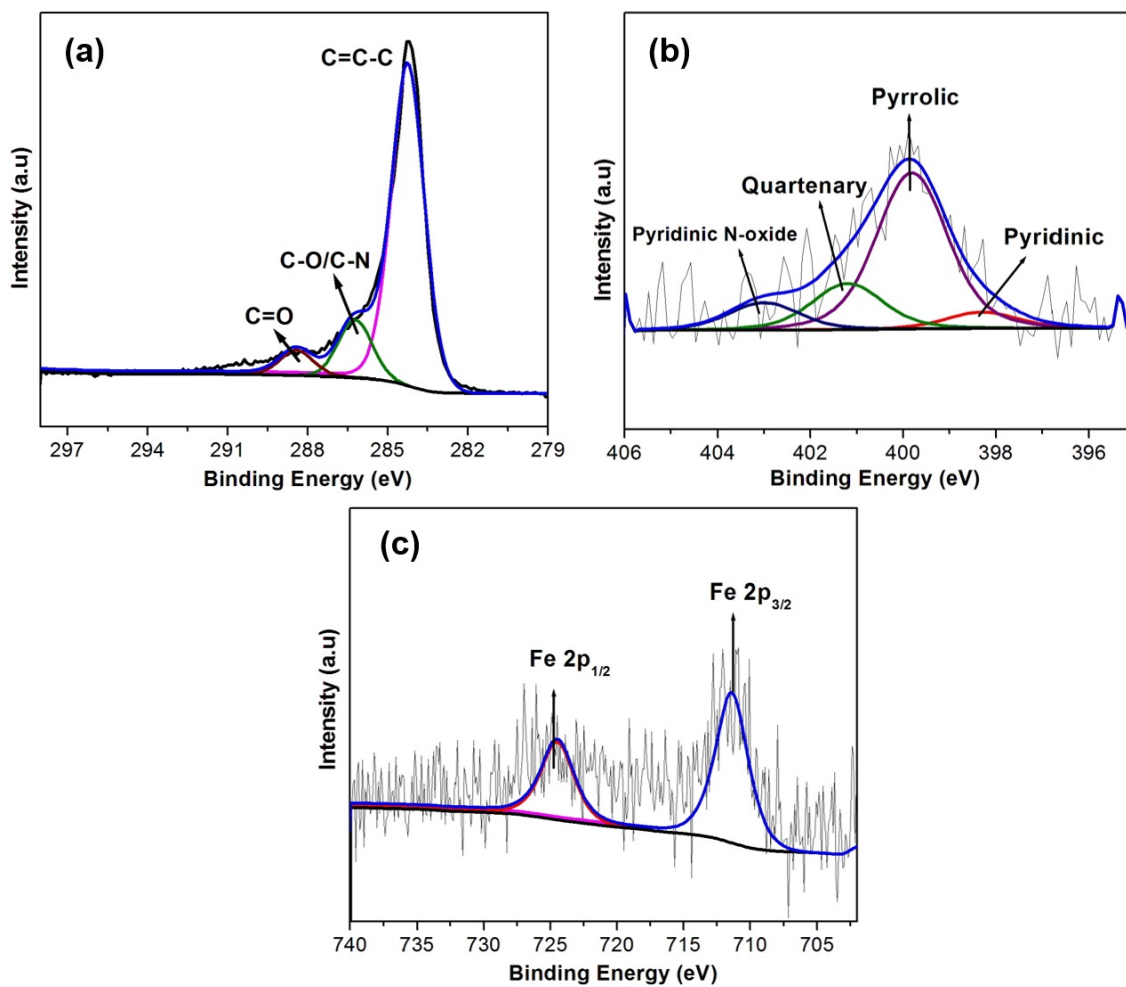 (a)
C=C-C
C-O/C-N
C=O
Intensity (a.u)
297 294 291 288 285 282 279
Binding Energy (eV)
(b)
Pyrrolic
Quartenary
Pyridinic N-oxide
Pyridinic
Intensity (a.u)
406 404 402 400 398 396
Binding Energy (eV)
(c)
Fe 2p3/2
Fe 2p1/2
Intensity (a.u)
740 735 730 725 720 715 710 705
Binding Energy (eV)